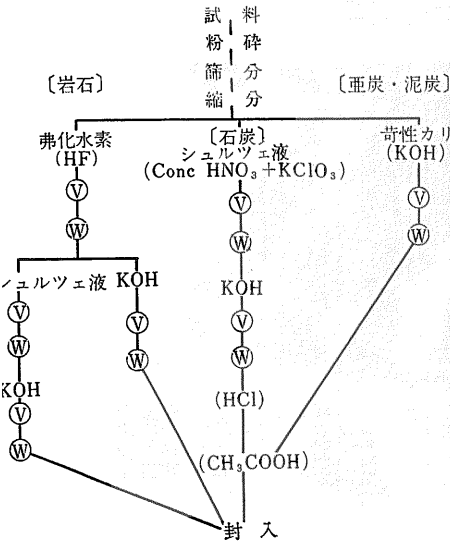 試料
粉砕
篩分
縮分
〔岩石〕
〔石炭〕
〔亜炭・泥炭〕
弗化水素
(HF)
Ⓥ
Ⓦ
シュルツェ液
Ⓥ
Ⓦ
KOH
Ⓥ
Ⓦ
KOH
Ⓥ
Ⓦ
シュルツェ液
(Conc HNO₃+KClO₃)
Ⓥ
Ⓦ
KOH
Ⓥ
Ⓦ
(HCl)
(CH₃COOH)
苛性カリ
(KOH)
Ⓥ
Ⓦ
封入